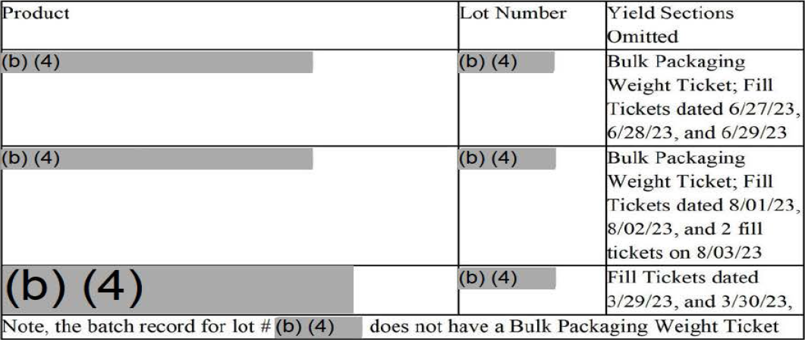 Product Lot Number Yield Sections
Omitted
(b) (4) (b) (4) Bulk Packaging
Weight Ticket; Fill
Tickets dated 6/27/23,
6/28/23, and 6/29/23
(b) (4) (b) (4) Bulk Packaging
Weight Ticket; Fill
Tickets dated 8/01/23,
8/02/23, and 2 fill
tickets on 8/03/23
(b) (4) (b) (4) Fill Tickets dated
3/29/23, and 3/30/23,
Note, the batch record for lot # (b) (4) does not have a Bulk Packaging Weight Ticket